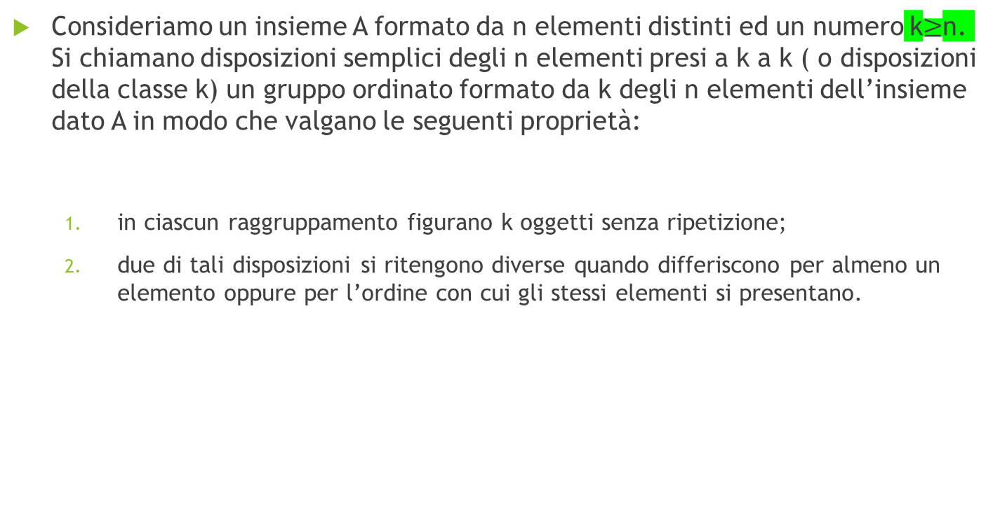 Consideriamo un insieme A formato da n elementi distinti ed un numero k≥n.
Si chiamano disposizioni semplici degli n elementi presi a k a k ( o disposizioni
della classe k) un gruppo ordinato formato da k degli n elementi dell’insieme
dato A in modo che valgano le seguenti proprietà:
1. in ciascun raggruppamento figurano k oggetti senza ripetizione;
2. due di tali disposizioni si ritengono diverse quando differiscono per almeno un
elemento oppure per l’ordine con cui gli stessi elementi si presentano.